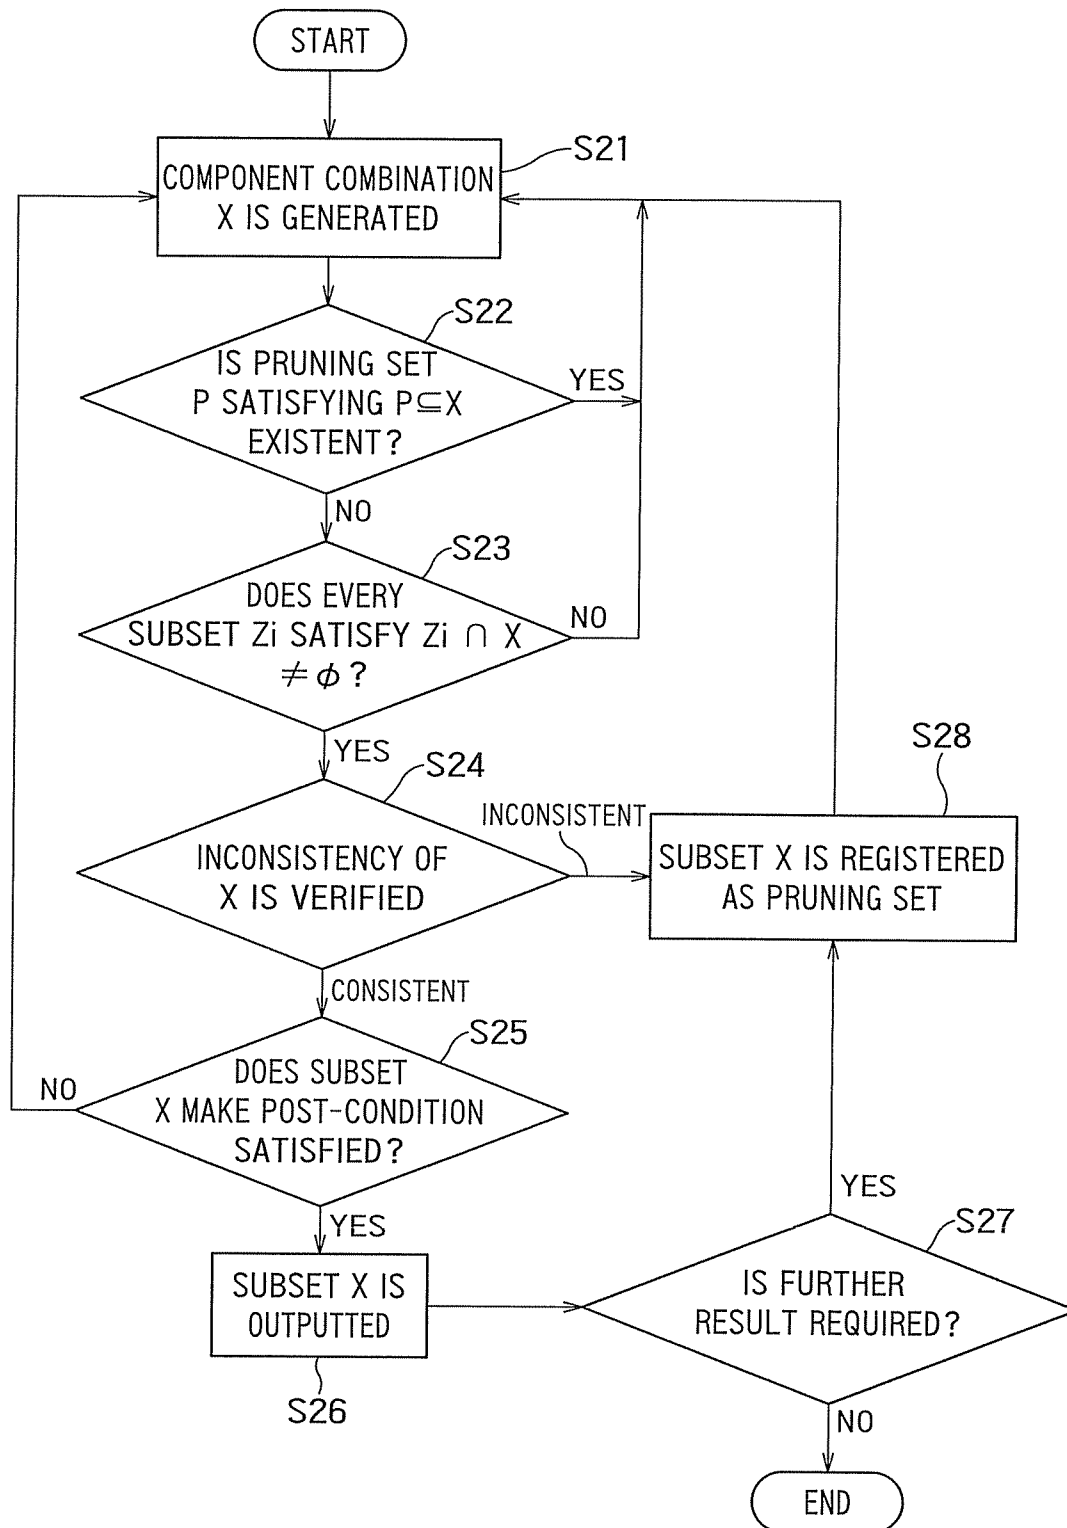 START
S21
COMPONENT COMBINATION
X IS GENERATED
S22
IS PRUNING SET
P SATISFYING P⊆X
EXISTENT?
YES
NO
S23
DOES EVERY
SUBSET Zi SATISFY Zi ∩ X
≠ϕ?
NO
YES
S24
INCONSISTENCY OF
X IS VERIFIED
INCONSISTENT
S28
SUBSET X IS REGISTERED
AS PRUNING SET
CONSISTENT
S25
DOES SUBSET
X MAKE POST-CONDITION
SATISFIED?
NO
YES
SUBSET X IS
OUTPUTTED
S26
YES
S27
IS FURTHER
RESULT REQUIRED?
NO
END